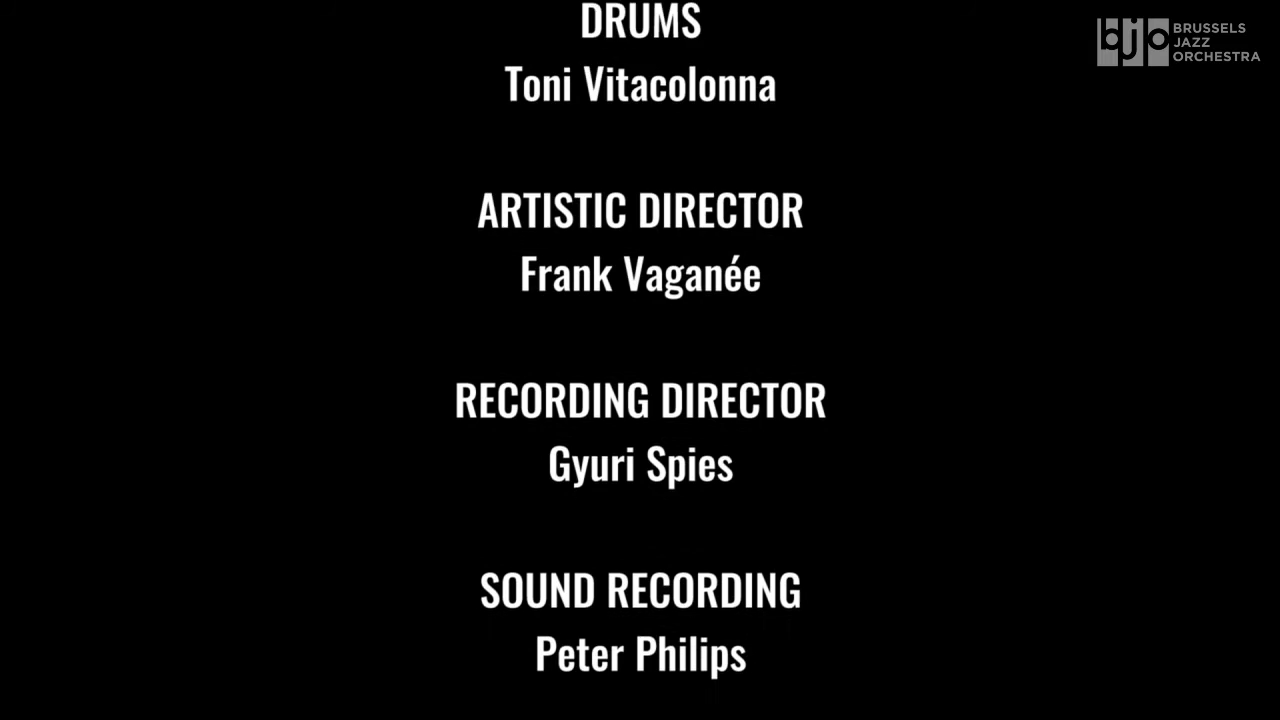 DRUMS
Toni Vitacolonna
bjo
BRUSSELS
JAZZ
ORCHESTRA
ARTISTIC DIRECTOR
Frank Vaganée
RECORDING DIRECTOR
Gyuri Spies
SOUND RECORDING
Peter Philips